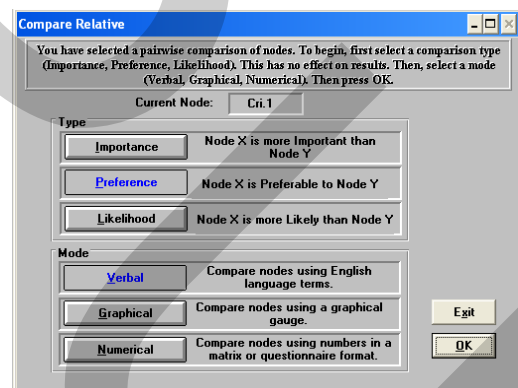 Compare Relative
You have selected a pairwise comparison of nodes. To begin, first select a comparison type
(Importance, Preference, Likelihood). This has no effect on results. Then, select a mode
(Verbal, Graphical, Numerical). Then press OK.
Current Node: Cri.1
Type
Importance Node X is more Important than
Node Y
Preference Node X is Preferable to Node Y
Likelihood Node X is more Likely than Node Y
Mode
Verbal Compare nodes using English
language terms.
Graphical Compare nodes using a graphical
gauge.
Numerical Compare nodes using numbers in a
matrix or questionnaire format.
Exit
OK